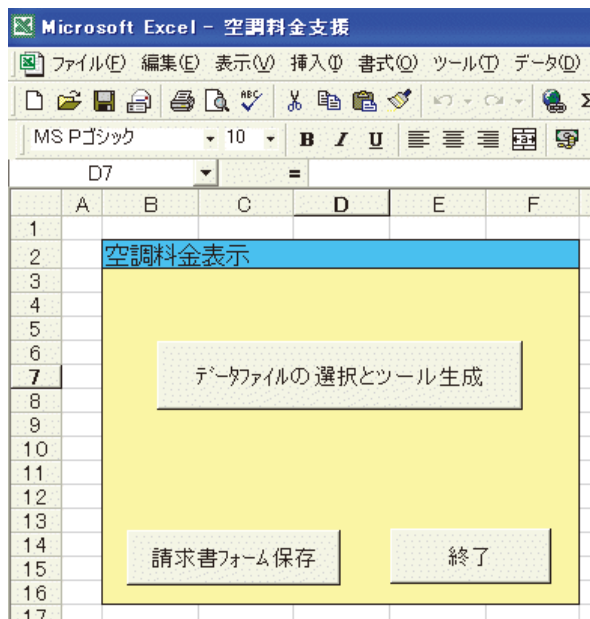 Microsoft Excel - 空調料金支援
ファイル(F) 編集(E) 表示(V) 挿入(I) 書式(O) ツール(T) データ(D)
ABC Σ
MS Pゴシック 10 B I U a
D7 =
A B C D E F
1
2 空調料金表示
3
4
5
6
7 データファイルの選択とツール生成
8
9
10
11
12
13
14
15 請求書フォーム保存 終了
16
17